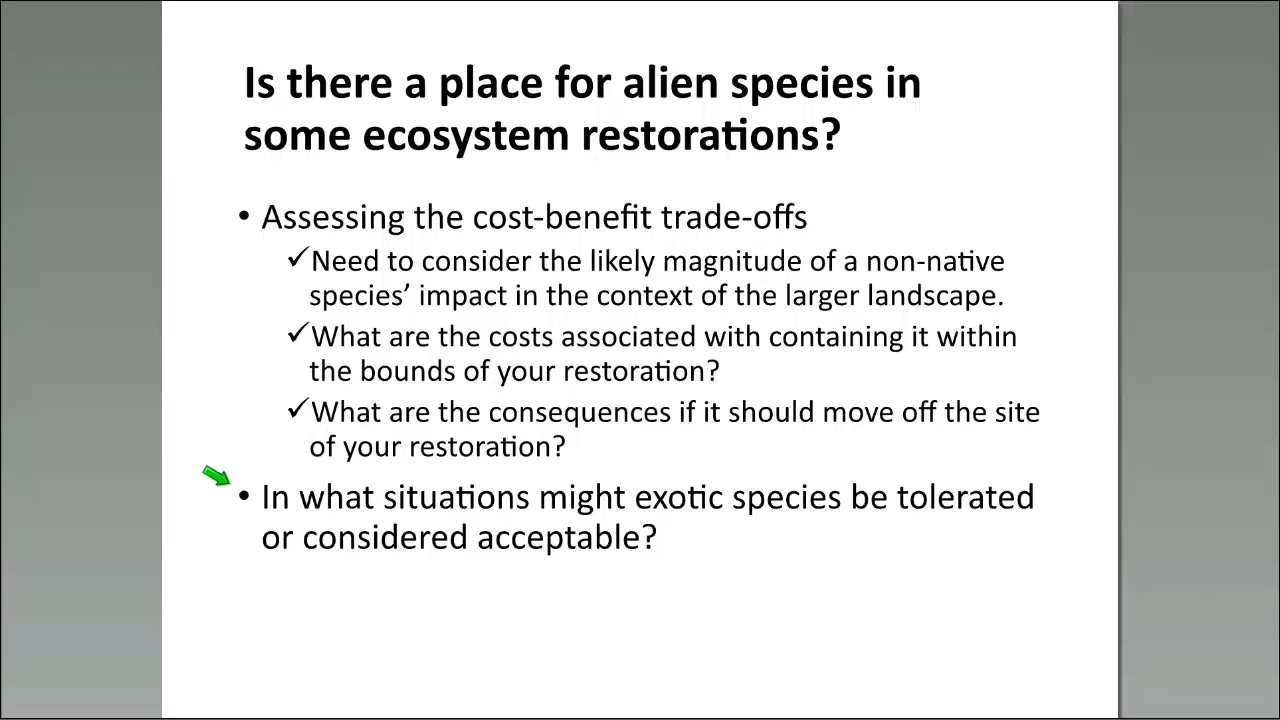 Is there a place for alien species in
some ecosystem restorations?
• Assessing the cost-benefit trade-offs
✓Need to consider the likely magnitude of a non-native
species’ impact in the context of the larger landscape.
✓What are the costs associated with containing it within
the bounds of your restoration?
✓What are the consequences if it should move off the site
of your restoration?
• In what situations might exotic species be tolerated
or considered acceptable?